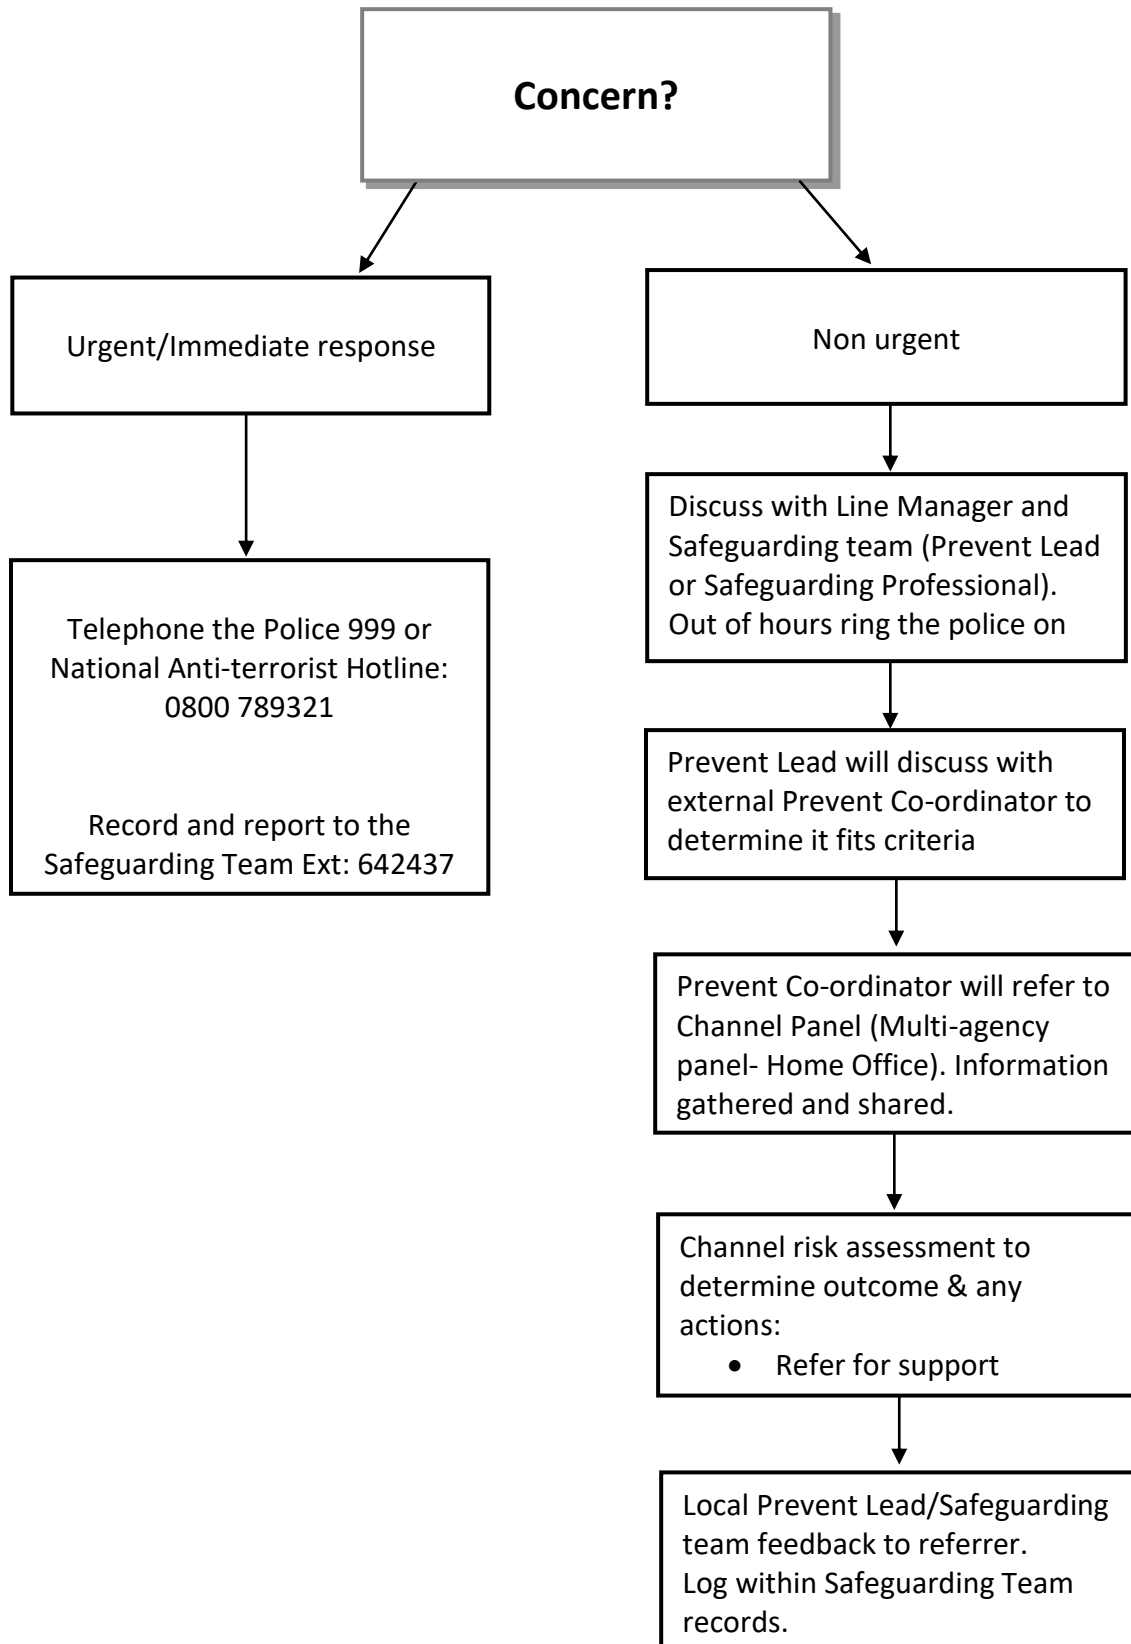 Concern?
Urgent/Immediate response
Telephone the Police 999 or
National Anti-terrorist Hotline:
0800 789321
Record and report to the
Safeguarding Team Ext: 642437
Non urgent
Discuss with Line Manager and
Safeguarding team (Prevent Lead
or Safeguarding Professional).
Out of hours ring the police on
Prevent Lead will discuss with
external Prevent Co-ordinator to
determine it fits criteria
Prevent Co-ordinator will refer to
Channel Panel (Multi-agency
panel- Home Office). Information
gathered and shared.
Channel risk assessment to
determine outcome & any
actions:
• Refer for support
Local Prevent Lead/Safeguarding
team feedback to referrer.
Log within Safeguarding Team
records.